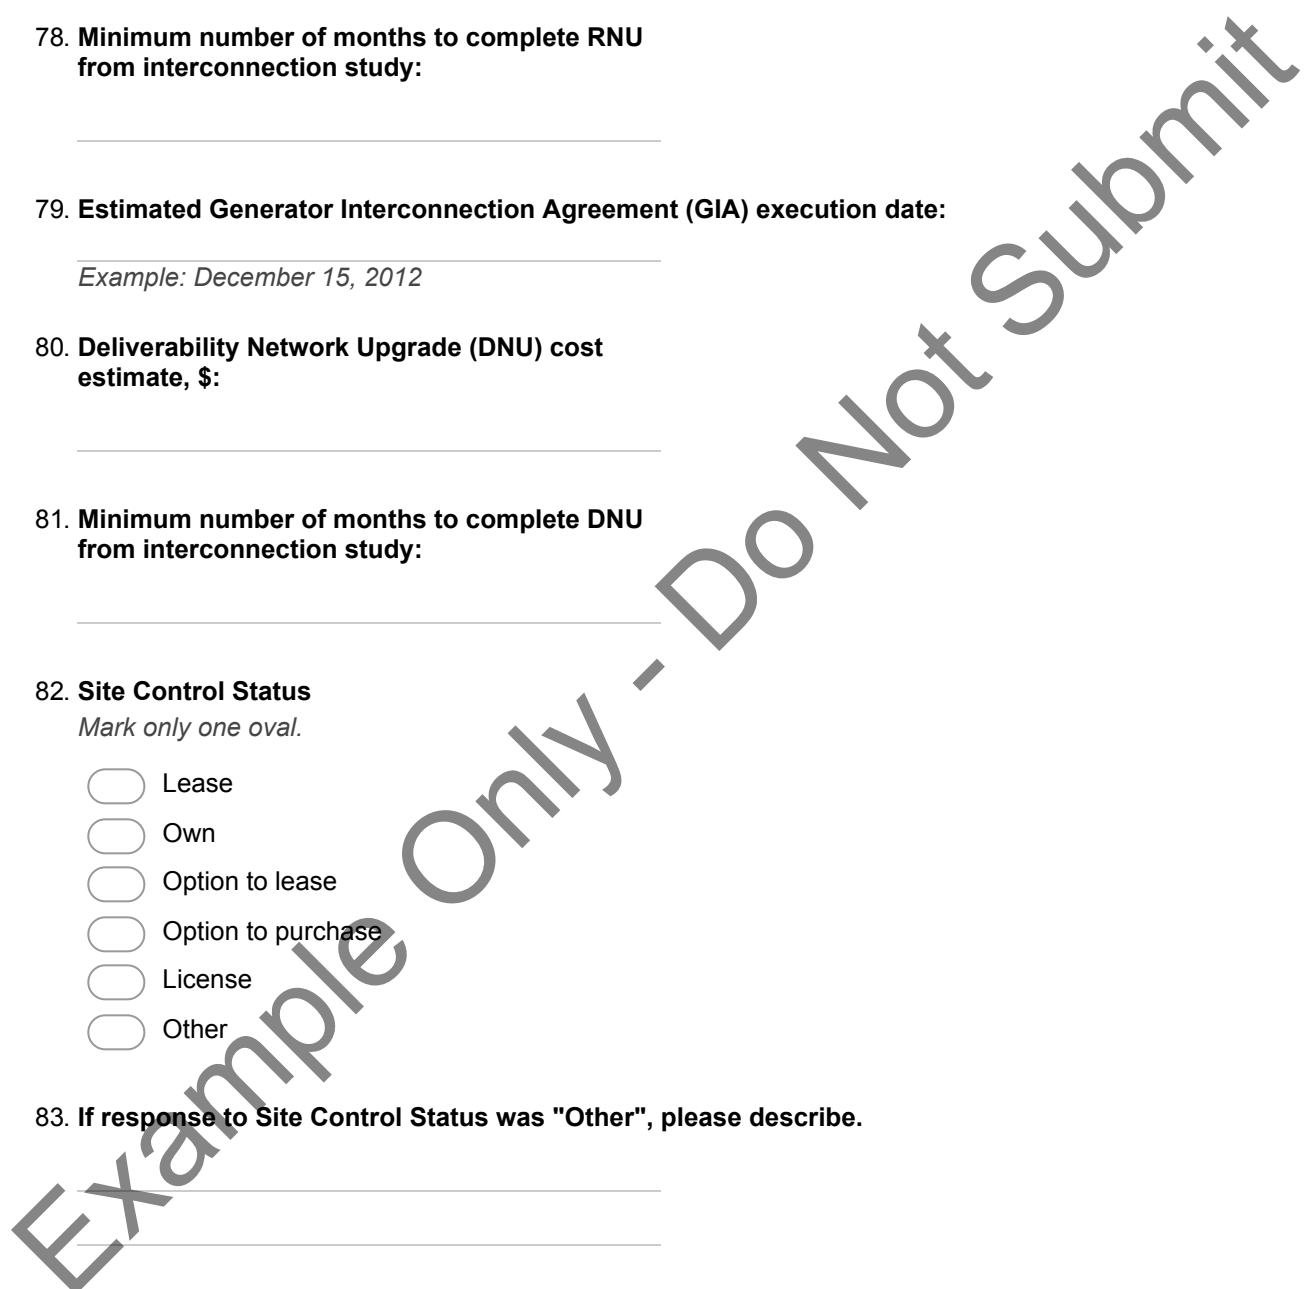 78. Minimum number of months to complete RNU
from interconnection study:
79. Estimated Generator Interconnection Agreement (GIA) execution date:
Example: December 15, 2012
80. Deliverability Network Upgrade (DNU) cost
estimate, $:
81. Minimum number of months to complete DNU
from interconnection study:
82. Site Control Status
Mark only one oval.
Lease
Own
Option to lease
Option to purchase
License
Other
83. If response to Site Control Status was "Other", please describe.
Example Only - Do Not Submit